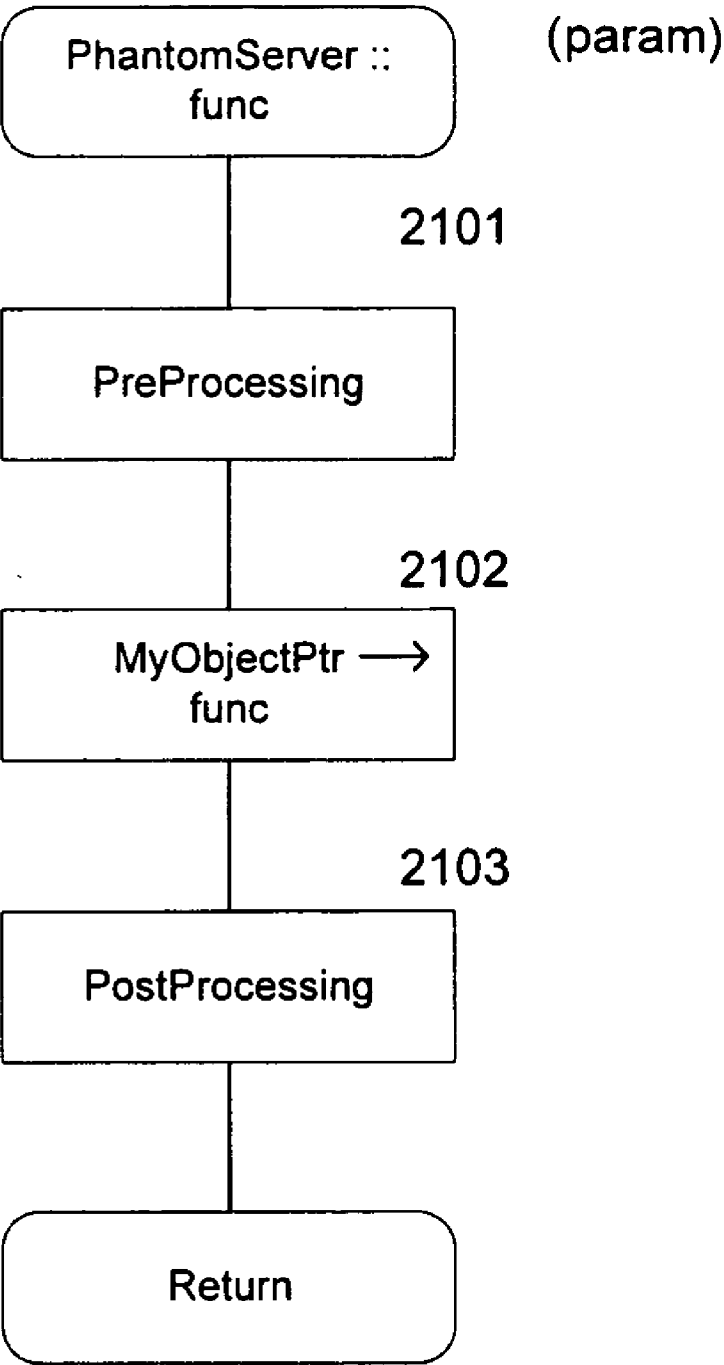 PhantomServer ::
func
(param)
2101
PreProcessing
2102
MyObjectPtr →
func
2103
PostProcessing
Return